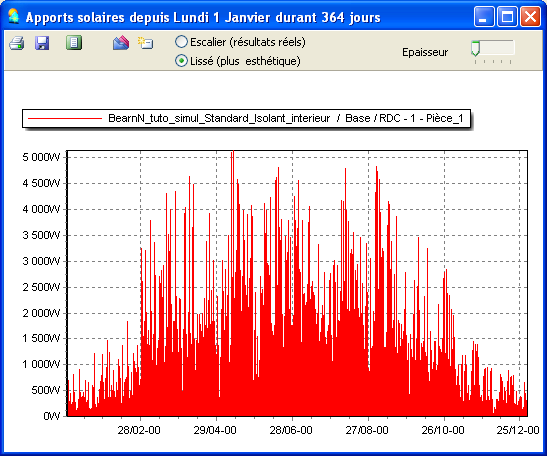 Apports solaires depuis Lundi 1 Janvier durant 364 jours
Escalier (résultats réels)
Lissé (plus esthétique)
Epaisseur
BearnN_tuto_simul_Standard_Isolant_interieur / Base / RDC - 1 - Pièce_1
5 000W
4 500W
4 000W
3 500W
3 000W
2 500W
2 000W
1 500W
1 000W
500W
0W
28/02-00 29/04-00 28/06-00 27/08-00 26/10-00 25/12-00